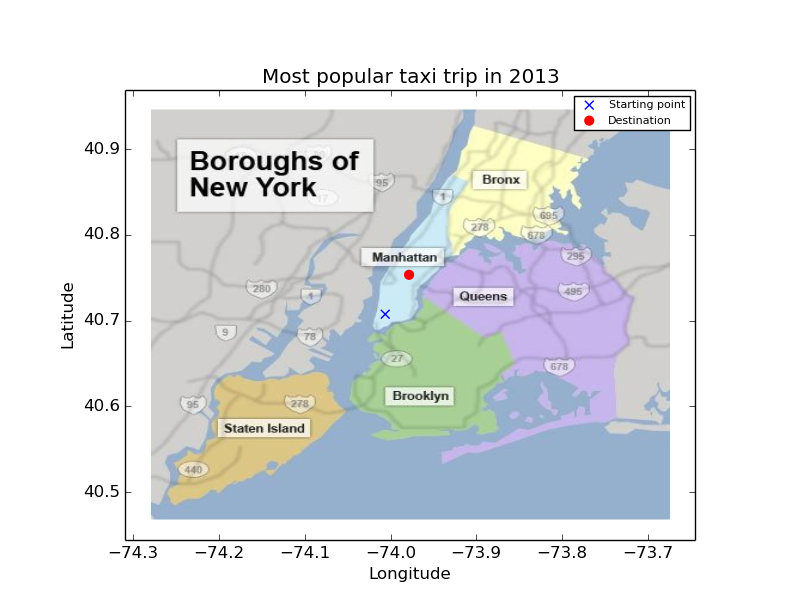 Most popular taxi trip in 2013
Starting point
Destination
Boroughs of
New York
95
1
Bronx
695
278
678
Manhattan
295
280
1
Queens
495
9
78
27
678
Brooklyn
95
278
Staten Island
440
40.9
40.8
40.7
40.6
40.5
Latitude
−74.3
−74.2
−74.1
−74.0
−73.9
−73.8
−73.7
Longitude